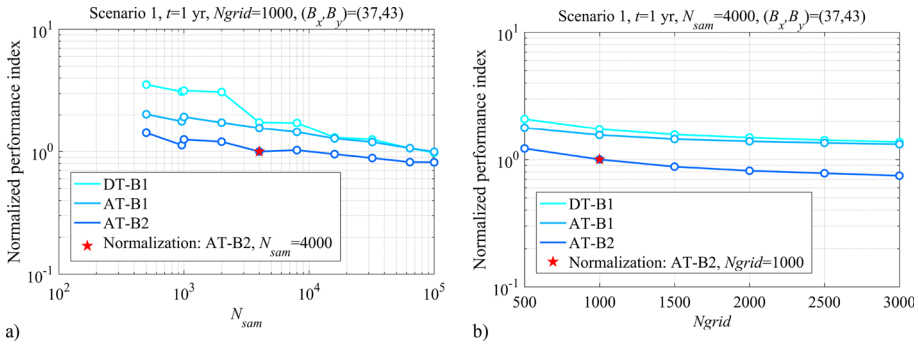 Scenario 1, t=1 yr, Ngrid=1000, (Bx,By)=(37,43)
Normalized performance index
10^1
10^0
10^-1
DT-B1
AT-B1
AT-B2
Normalization: AT-B2, Nsam=4000
10^2 10^3 10^4 10^5
Nsam
a)
Scenario 1, t=1 yr, Nsam=4000, (Bx,By)=(37,43)
Normalized performance index
10^1
10^0
10^-1
DT-B1
AT-B1
AT-B2
Normalization: AT-B2, Ngrid=1000
500 1000 1500 2000 2500 3000
Ngrid
b)